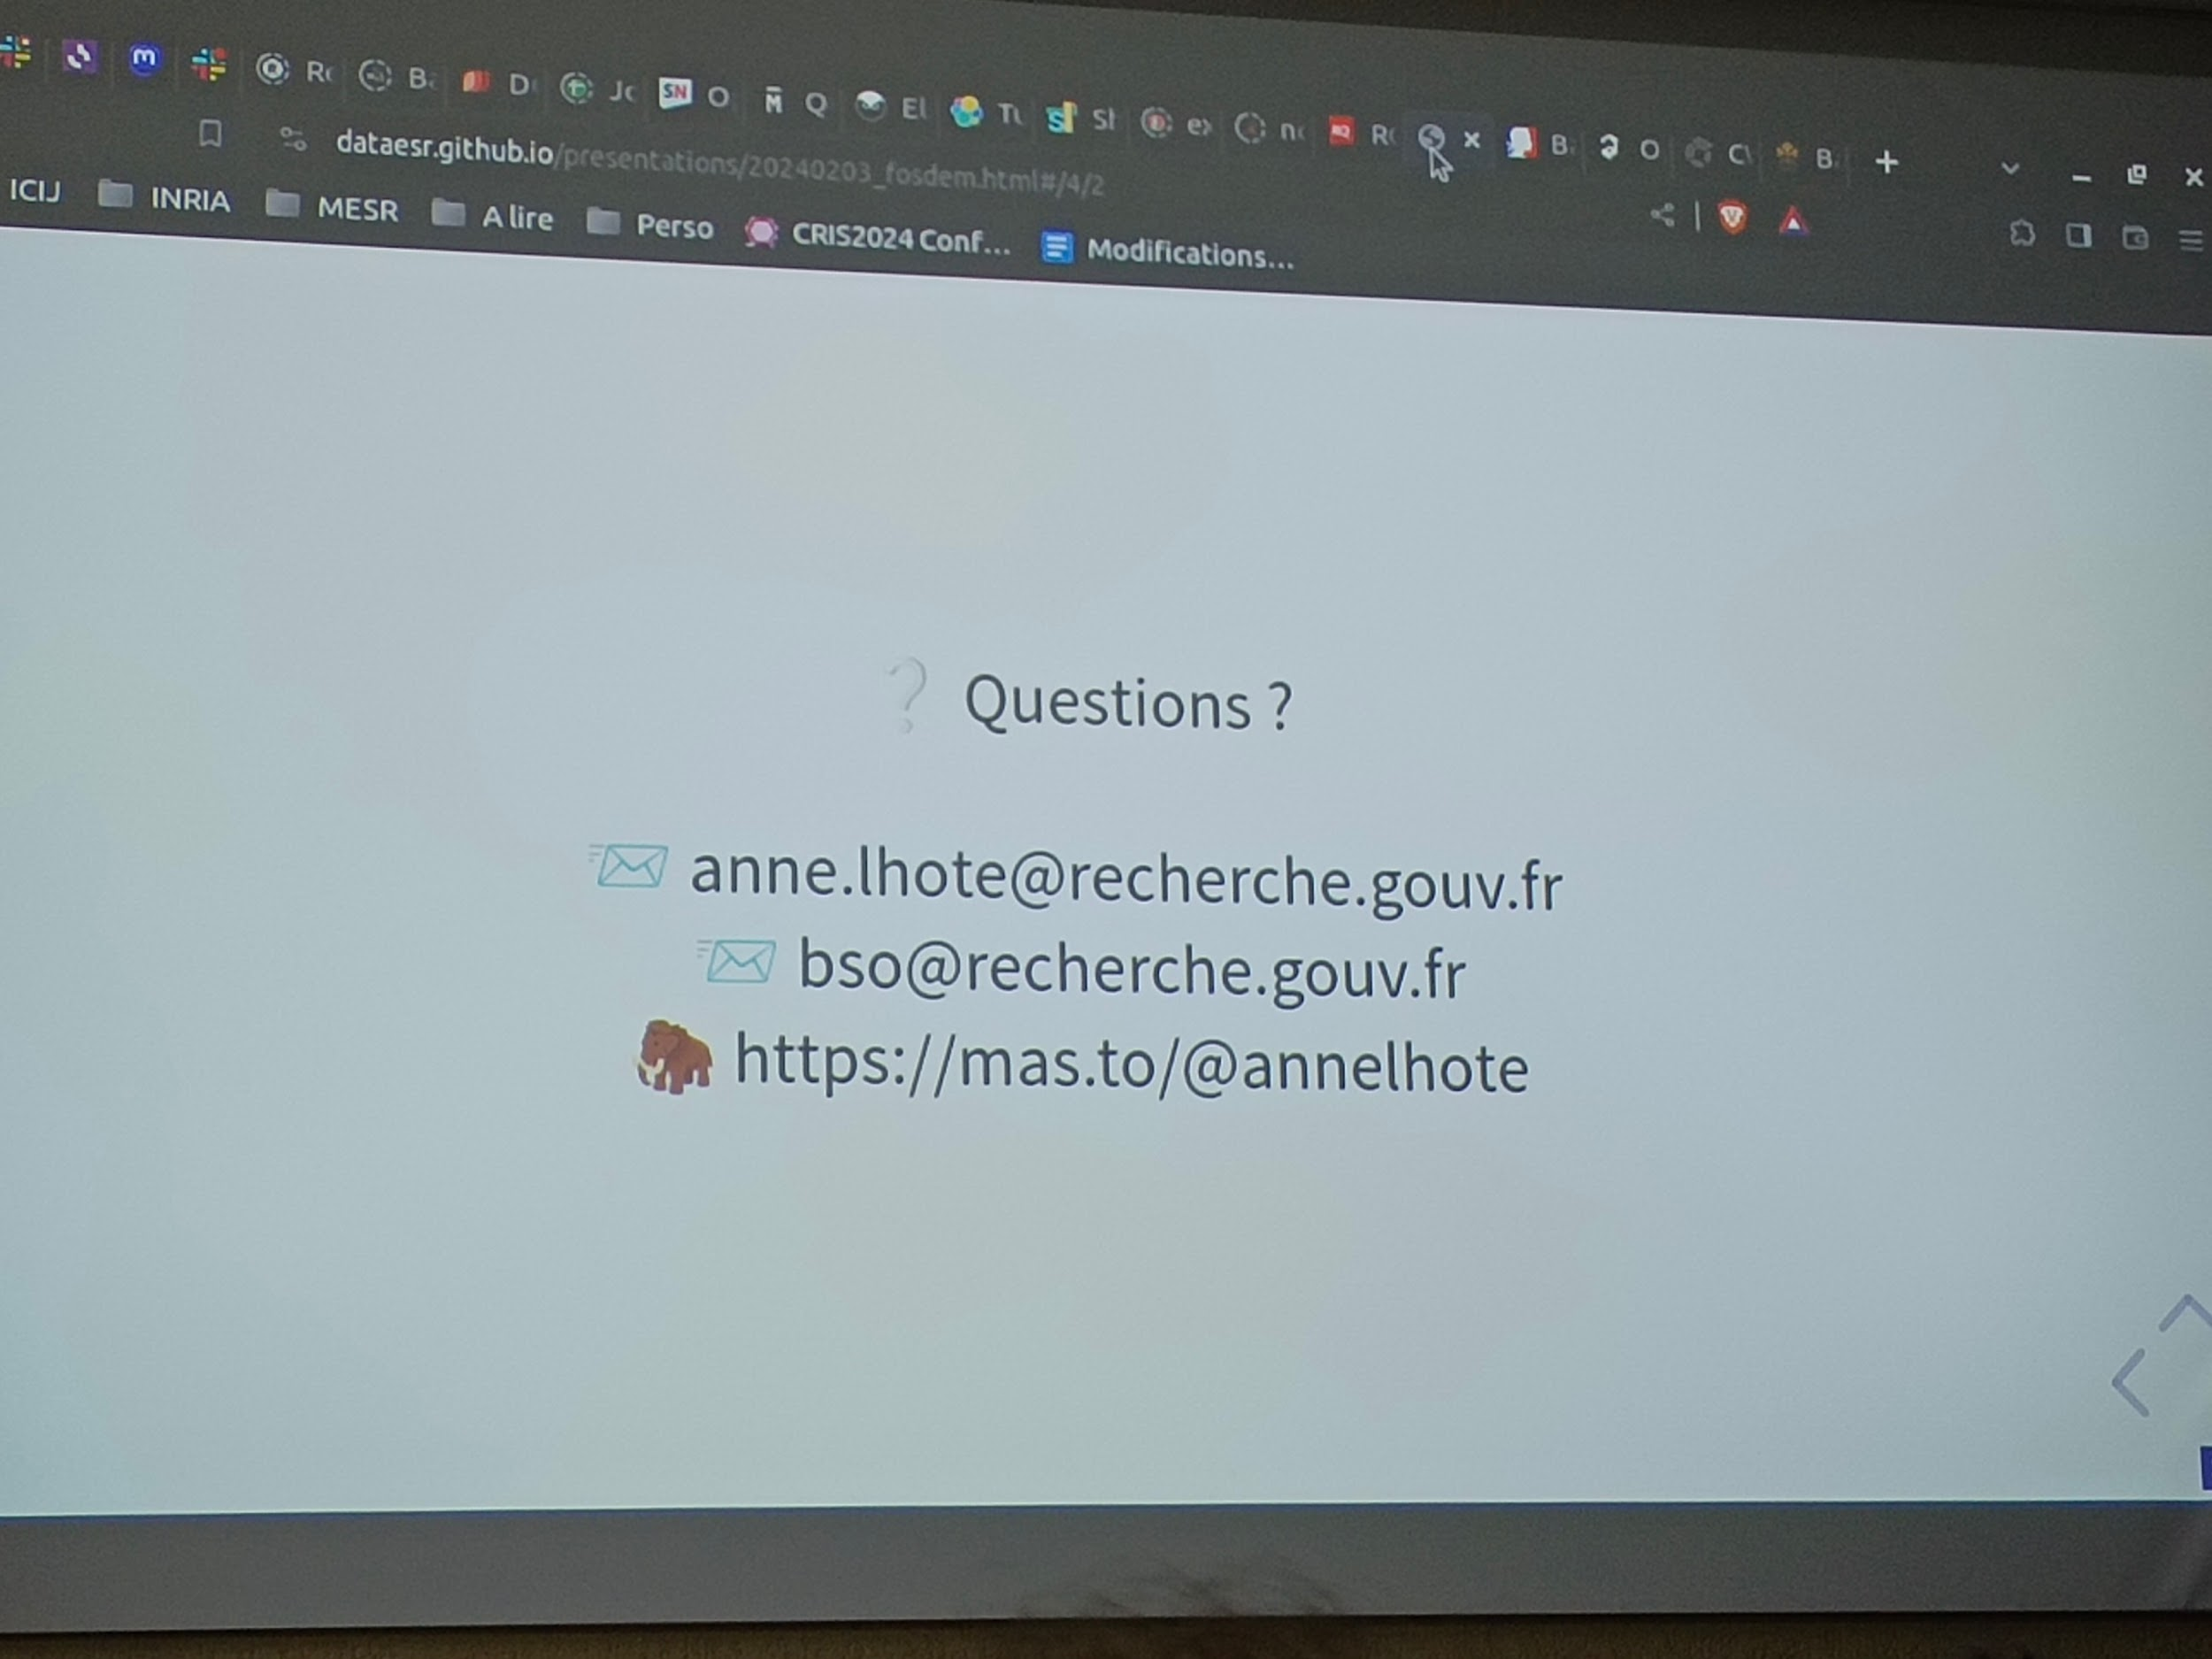 SN
dataesr.github.io/presentations/20240203_fosdem.html#/4/2
ICIJ INRIA MESR A lire Perso CRIS2024 Conf... Modifications...
❔ Questions ?
anne.lhote@recherche.gouv.fr
bso@recherche.gouv.fr
https://mas.to/@annelhote